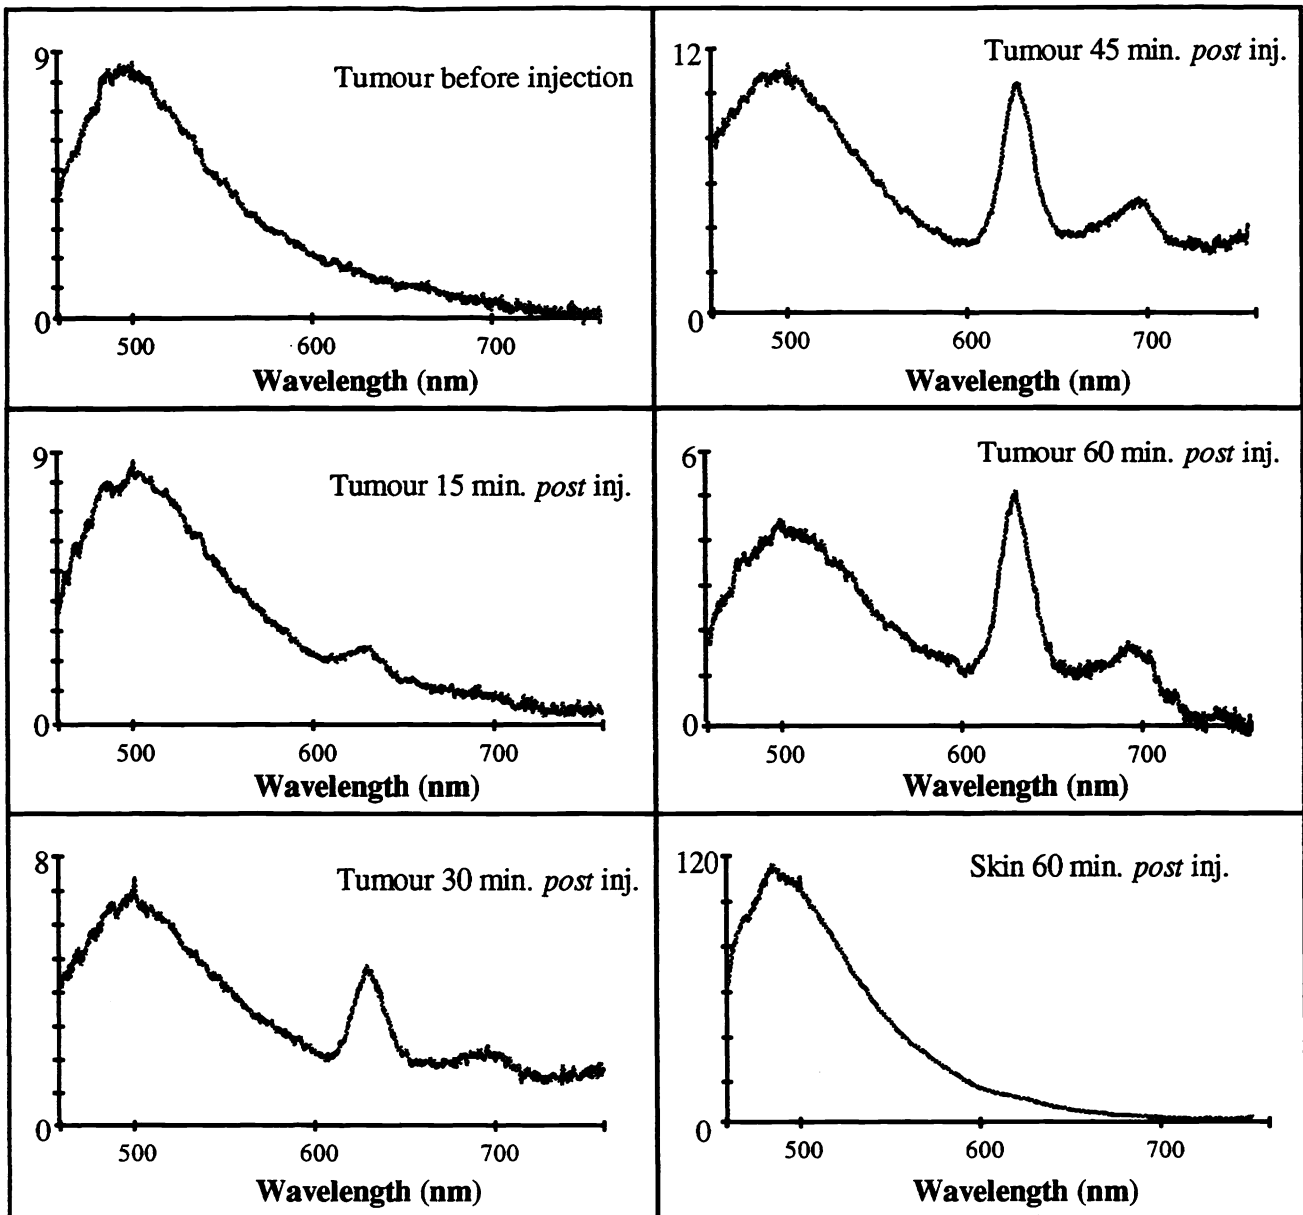 9
Tumour before injection
0
500 600 700
Wavelength (nm)
12
Tumour 45 min. post inj.
0
500 600 700
Wavelength (nm)
9
Tumour 15 min. post inj.
0
500 600 700
Wavelength (nm)
6
Tumour 60 min. post inj.
0
500 600 700
Wavelength (nm)
8
Tumour 30 min. post inj.
0
500 600 700
Wavelength (nm)
120
Skin 60 min. post inj.
0
500 600 700
Wavelength (nm)